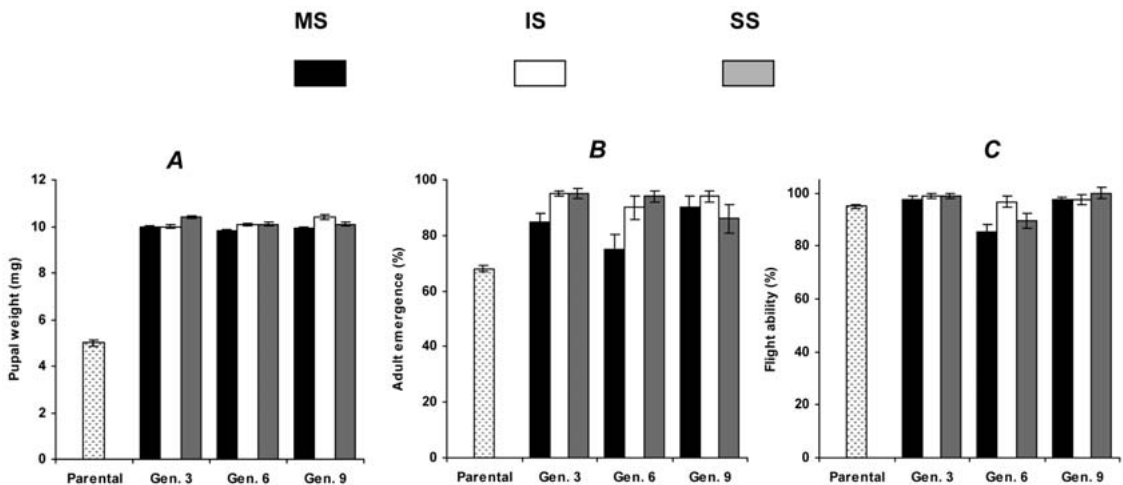 MS IS SS
A
Pupal weight (mg)
12
10
8
6
4
2
0
Parental Gen. 3 Gen. 6 Gen. 9
B
Adult emergence (%)
100
80
60
40
20
0
Parental Gen. 3 Gen. 6 Gen. 9
C
Flight ability (%)
100
80
60
40
20
0
Parental Gen. 3 Gen. 6 Gen. 9